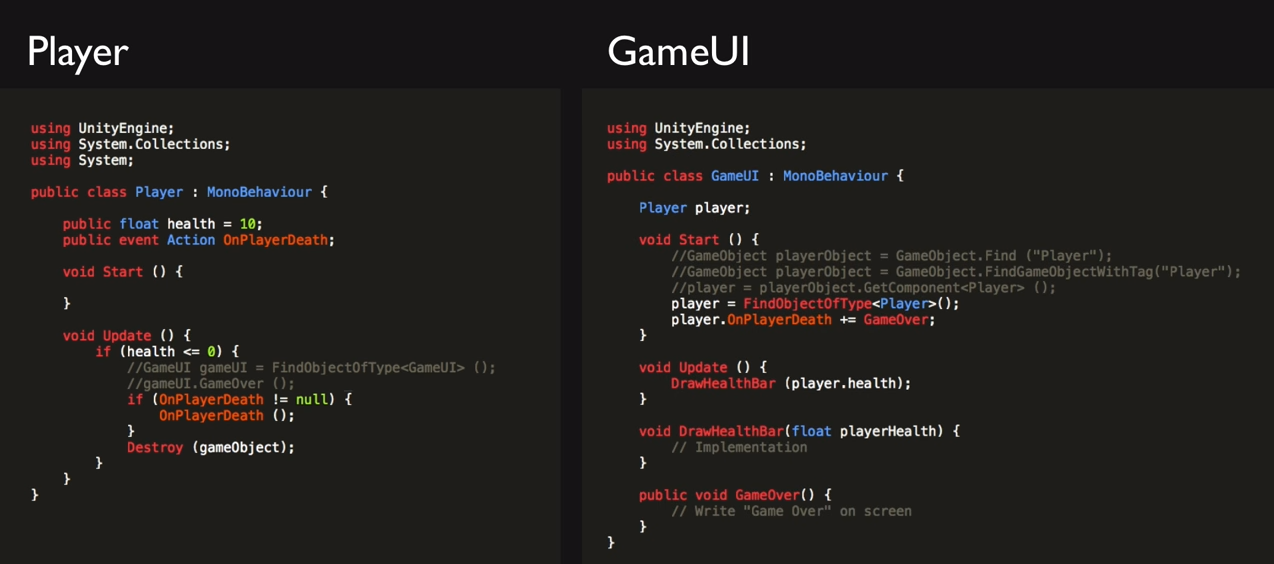 Player
using UnityEngine;
using System.Collections;
using System;
public class Player : MonoBehaviour {
public float health = 10;
public event Action OnPlayerDeath;
void Start () {
}
void Update () {
if (health <= 0) {
//GameUI gameUI = FindObjectOfType<GameUI> ();
//gameUI.GameOver ();
if (OnPlayerDeath != null) {
OnPlayerDeath ();
}
Destroy (gameObject);
}
}
}
GameUI
using UnityEngine;
using System.Collections;
public class GameUI : MonoBehaviour {
Player player;
void Start () {
//GameObject playerObject = GameObject.Find ("Player");
//GameObject playerObject = GameObject.FindGameObjectWithTag("Player");
//player = playerObject.GetComponent<Player> ();
player = FindObjectOfType<Player>();
player.OnPlayerDeath += GameOver;
}
void Update () {
DrawHealthBar (player.health);
}
void DrawHealthBar(float playerHealth) {
// Implementation
}
public void GameOver() {
// Write "Game Over" on screen
}
}